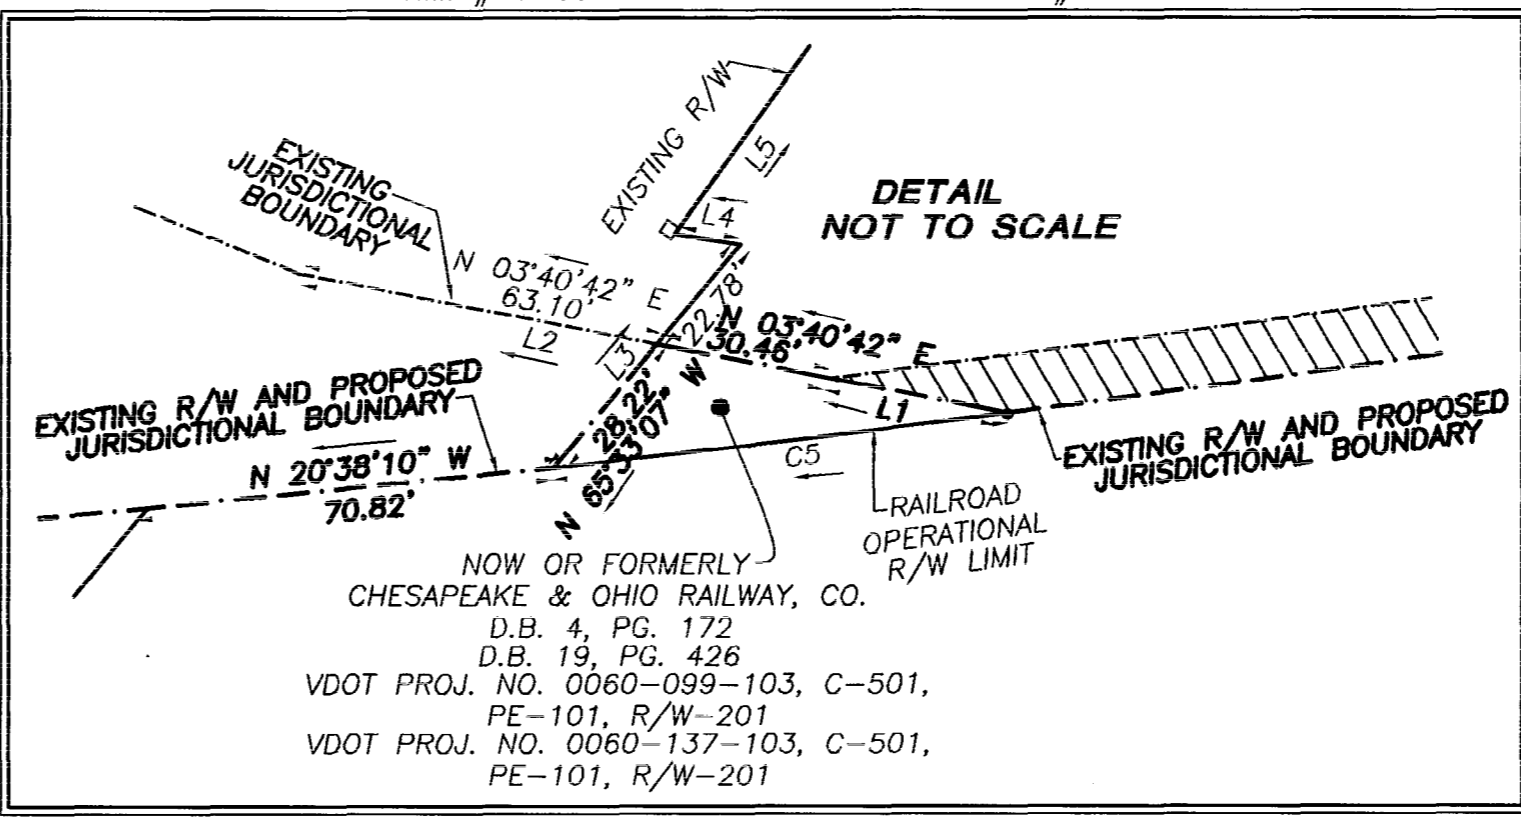 EXISTING R/W
EXISTING
JURISDICTIONAL
BOUNDARY
L5
DETAIL
NOT TO SCALE
L4
N 03°40'42" E
63.10'
L2
L3
22.78'
N 03°40'42" E
30.46'
L1
28.22'
N 65°53'07" W
EXISTING R/W AND PROPOSED
JURISDICTIONAL BOUNDARY
N 20°38'10" W
70.82'
C5
EXISTING R/W AND PROPOSED
JURISDICTIONAL BOUNDARY
RAILROAD
OPERATIONAL
R/W LIMIT
NOW OR FORMERLY
CHESAPEAKE & OHIO RAILWAY, CO.
D.B. 4, PG. 172
D.B. 19, PG. 426
VDOT PROJ. NO. 0060-099-103, C-501,
PE-101, R/W-201
VDOT PROJ. NO. 0060-137-103, C-501,
PE-101, R/W-201